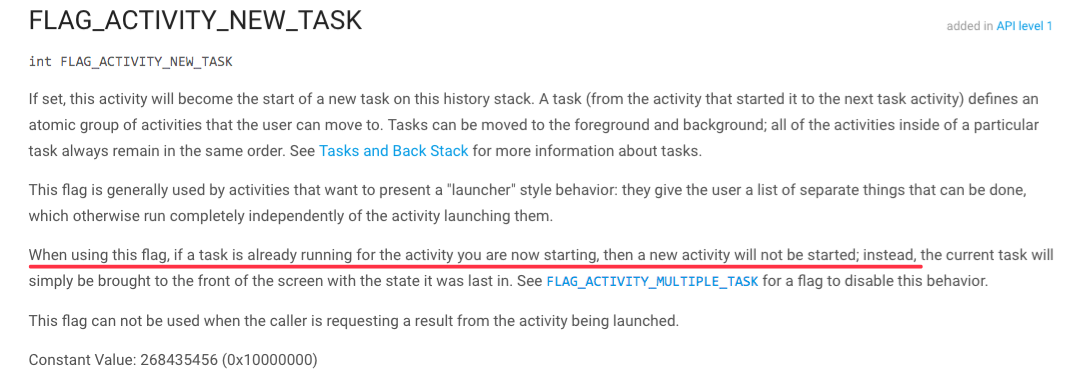 FLAG_ACTIVITY_NEW_TASK
added in API level 1
int FLAG_ACTIVITY_NEW_TASK
If set, this activity will become the start of a new task on this history stack. A task (from the activity that started it to the next task activity) defines an
atomic group of activities that the user can move to. Tasks can be moved to the foreground and background; all of the activities inside of a particular
task always remain in the same order. See Tasks and Back Stack for more information about tasks.
This flag is generally used by activities that want to present a "launcher" style behavior: they give the user a list of separate things that can be done,
which otherwise run completely independently of the activity launching them.
When using this flag, if a task is already running for the activity you are now starting, then a new activity will not be started; instead, the current task will
simply be brought to the front of the screen with the state it was last in. See FLAG_ACTIVITY_MULTIPLE_TASK for a flag to disable this behavior.
This flag can not be used when the caller is requesting a result from the activity being launched.
Constant Value: 268435456 (0x10000000)